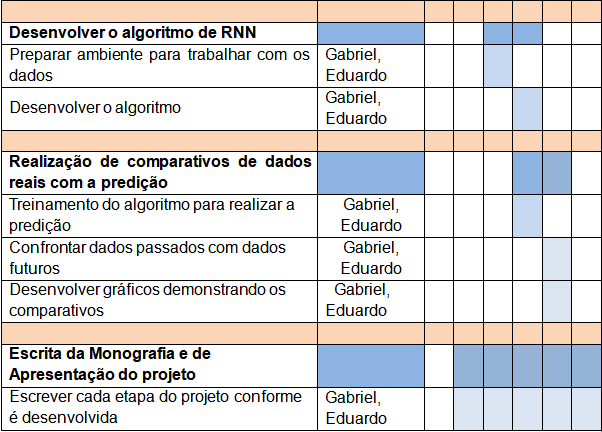 Desenvolver o algoritmo de RNN
Preparar ambiente para trabalhar com os
dados
Gabriel,
Eduardo
Desenvolver o algoritmo
Gabriel,
Eduardo
Realização de comparativos de dados
reais com a predição
Treinamento do algoritmo para realizar a
predição
Gabriel,
Eduardo
Confrontar dados passados com dados
futuros
Gabriel,
Eduardo
Desenvolver gráficos demonstrando os
comparativos
Gabriel,
Eduardo
Escrita da Monografia e de
Apresentação do projeto
Escrever cada etapa do projeto conforme
é desenvolvida
Gabriel,
Eduardo